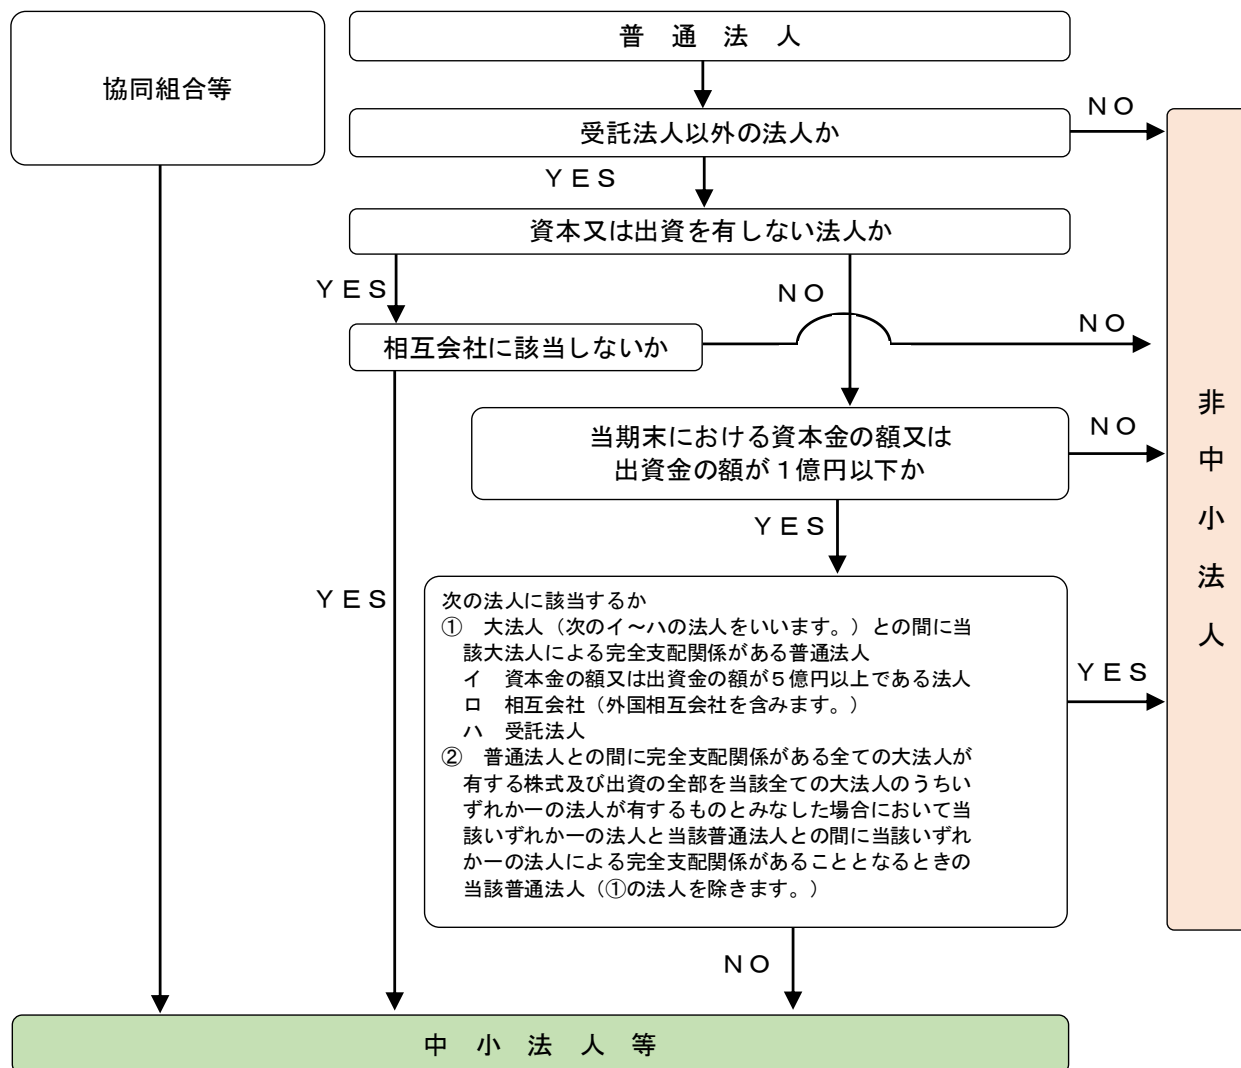 協同組合等
普 通 法 人
受託法人以外の法人か
NO
YES
資本又は出資を有しない法人か
YES
NO
相互会社に該当しないか
NO
当期末における資本金の額又は
出資金の額が1億円以下か
NO
YES
YES
次の法人に該当するか
① 大法人(次のイ~ハの法人をいいます。)との間に当
該大法人による完全支配関係がある普通法人
イ 資本金の額又は出資金の額が5億円以上である法人
ロ 相互会社(外国相互会社を含みます。)
ハ 受託法人
② 普通法人との間に完全支配関係がある全ての大法人が
有する株式及び出資の全部を当該全ての大法人のうちい
ずれか一の法人が有するものとみなした場合において当
該いずれか一の法人と当該普通法人との間に当該いずれ
か一の法人による完全支配関係があることとなるときの
当該普通法人(①の法人を除きます。)
YES
NO
非
中
小
法
人
中 小 法 人 等